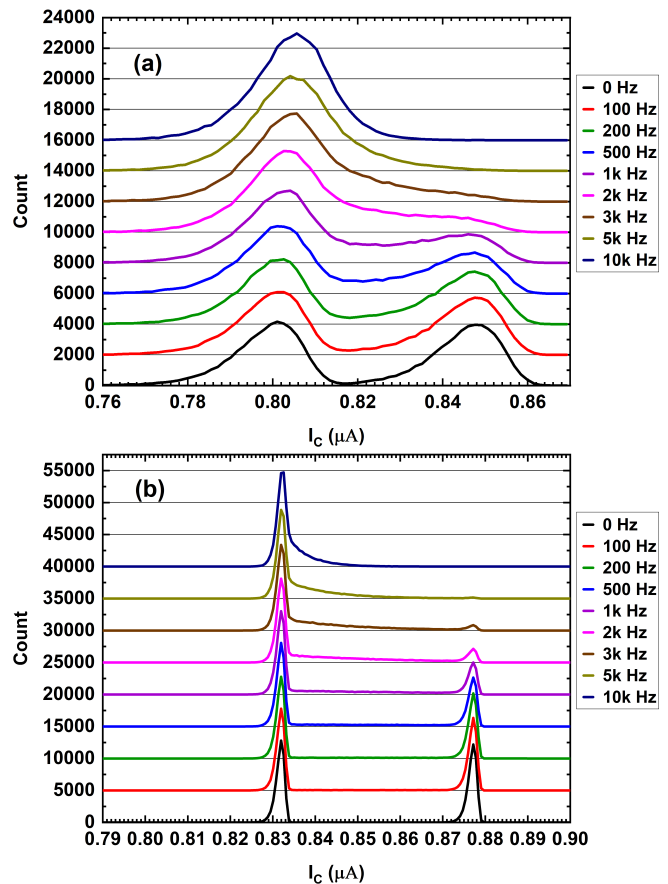 (a)
24000
22000
20000
18000
16000
14000
12000
10000
8000
6000
4000
2000
0
Count
0.76 0.78 0.80 0.82 0.84 0.86
I_C (μA)
0 Hz
100 Hz
200 Hz
500 Hz
1k Hz
2k Hz
3k Hz
5k Hz
10k Hz
(b)
55000
50000
45000
40000
35000
30000
25000
20000
15000
10000
5000
0
Count
0.79 0.80 0.81 0.82 0.83 0.84 0.85 0.86 0.87 0.88 0.89 0.90
I_C (μA)
0 Hz
100 Hz
200 Hz
500 Hz
1k Hz
2k Hz
3k Hz
5k Hz
10k Hz